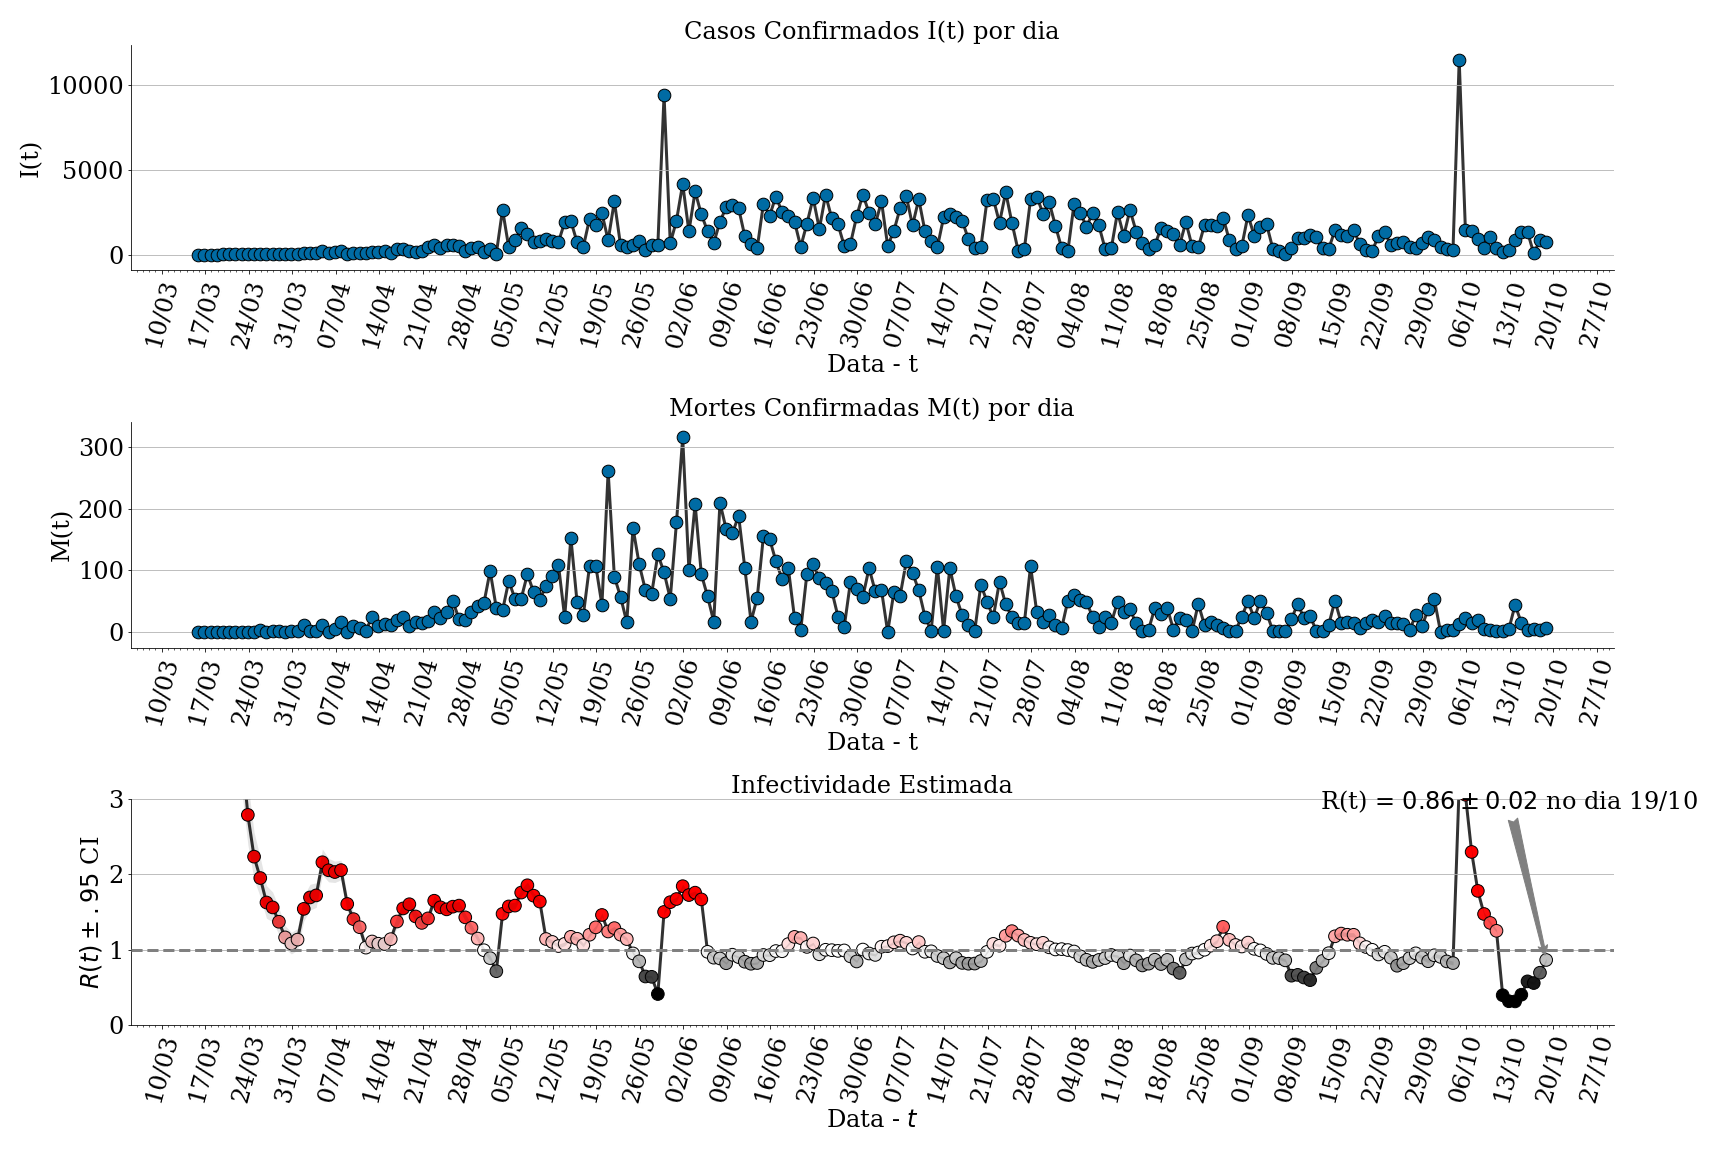 Casos Confirmados I(t) por dia
I(t)
10000
5000
0
10/03 17/03 24/03 31/03 07/04 14/04 21/04 28/04 05/05 12/05 19/05 26/05 02/06 09/06 16/06 23/06 30/06 07/07 14/07 21/07 28/07 04/08 11/08 18/08 25/08 01/09 08/09 15/09 22/09 29/09 06/10 13/10 20/10 27/10
Data - t
Mortes Confirmadas M(t) por dia
M(t)
300
200
100
0
10/03 17/03 24/03 31/03 07/04 14/04 21/04 28/04 05/05 12/05 19/05 26/05 02/06 09/06 16/06 23/06 30/06 07/07 14/07 21/07 28/07 04/08 11/08 18/08 25/08 01/09 08/09 15/09 22/09 29/09 06/10 13/10 20/10 27/10
Data - t
Infectividade Estimada
R(t) = 0.86 ± 0.02 no dia 19/10
R(t) ± .95 CI
3
2
1
0
10/03 17/03 24/03 31/03 07/04 14/04 21/04 28/04 05/05 12/05 19/05 26/05 02/06 09/06 16/06 23/06 30/06 07/07 14/07 21/07 28/07 04/08 11/08 18/08 25/08 01/09 08/09 15/09 22/09 29/09 06/10 13/10 20/10 27/10
Data - t